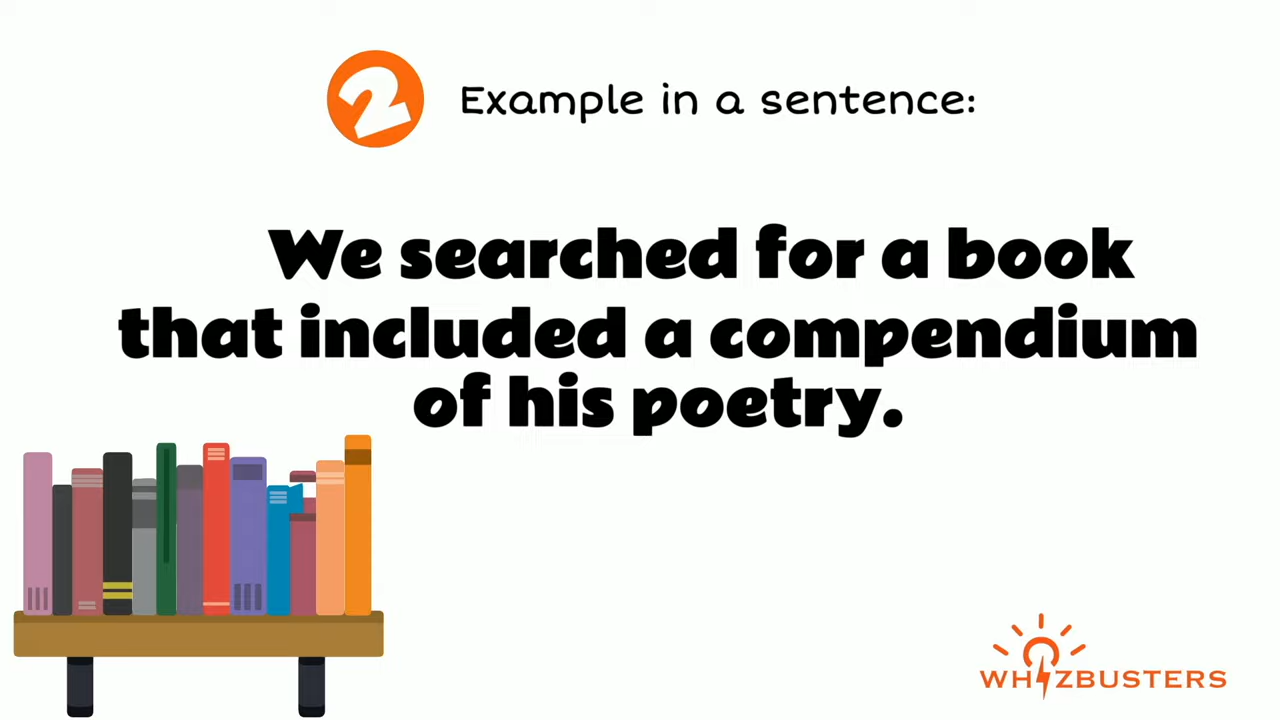 2 Example in a sentence:
We searched for a book
that included a compendium
of his poetry.
WHIZBUSTERS